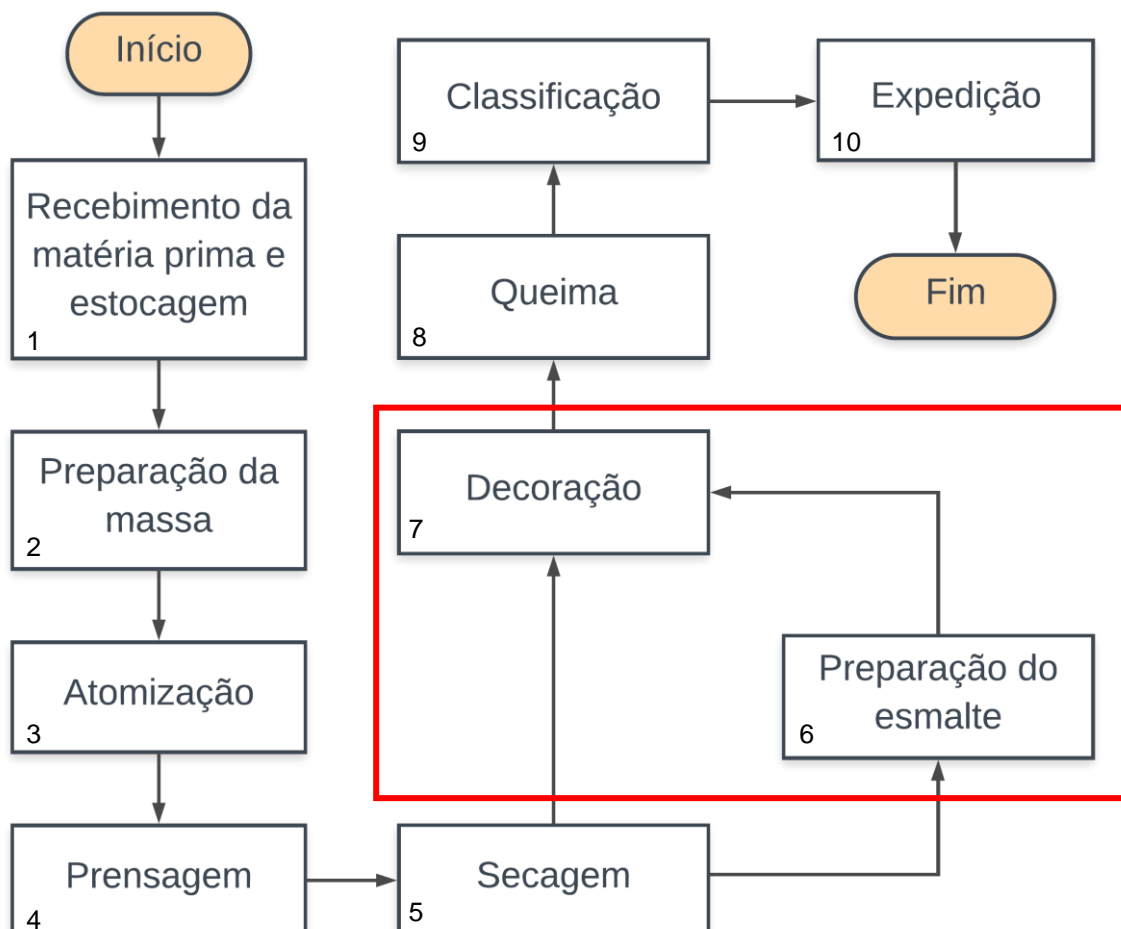 Início
Recebimento da
matéria prima e
estocagem
1
Preparação da
massa
2
Atomização
3
Prensagem
4
Secagem
5
Preparação do
esmalte
6
Decoração
7
Queima
8
Classificação
9
Expedição
10
Fim